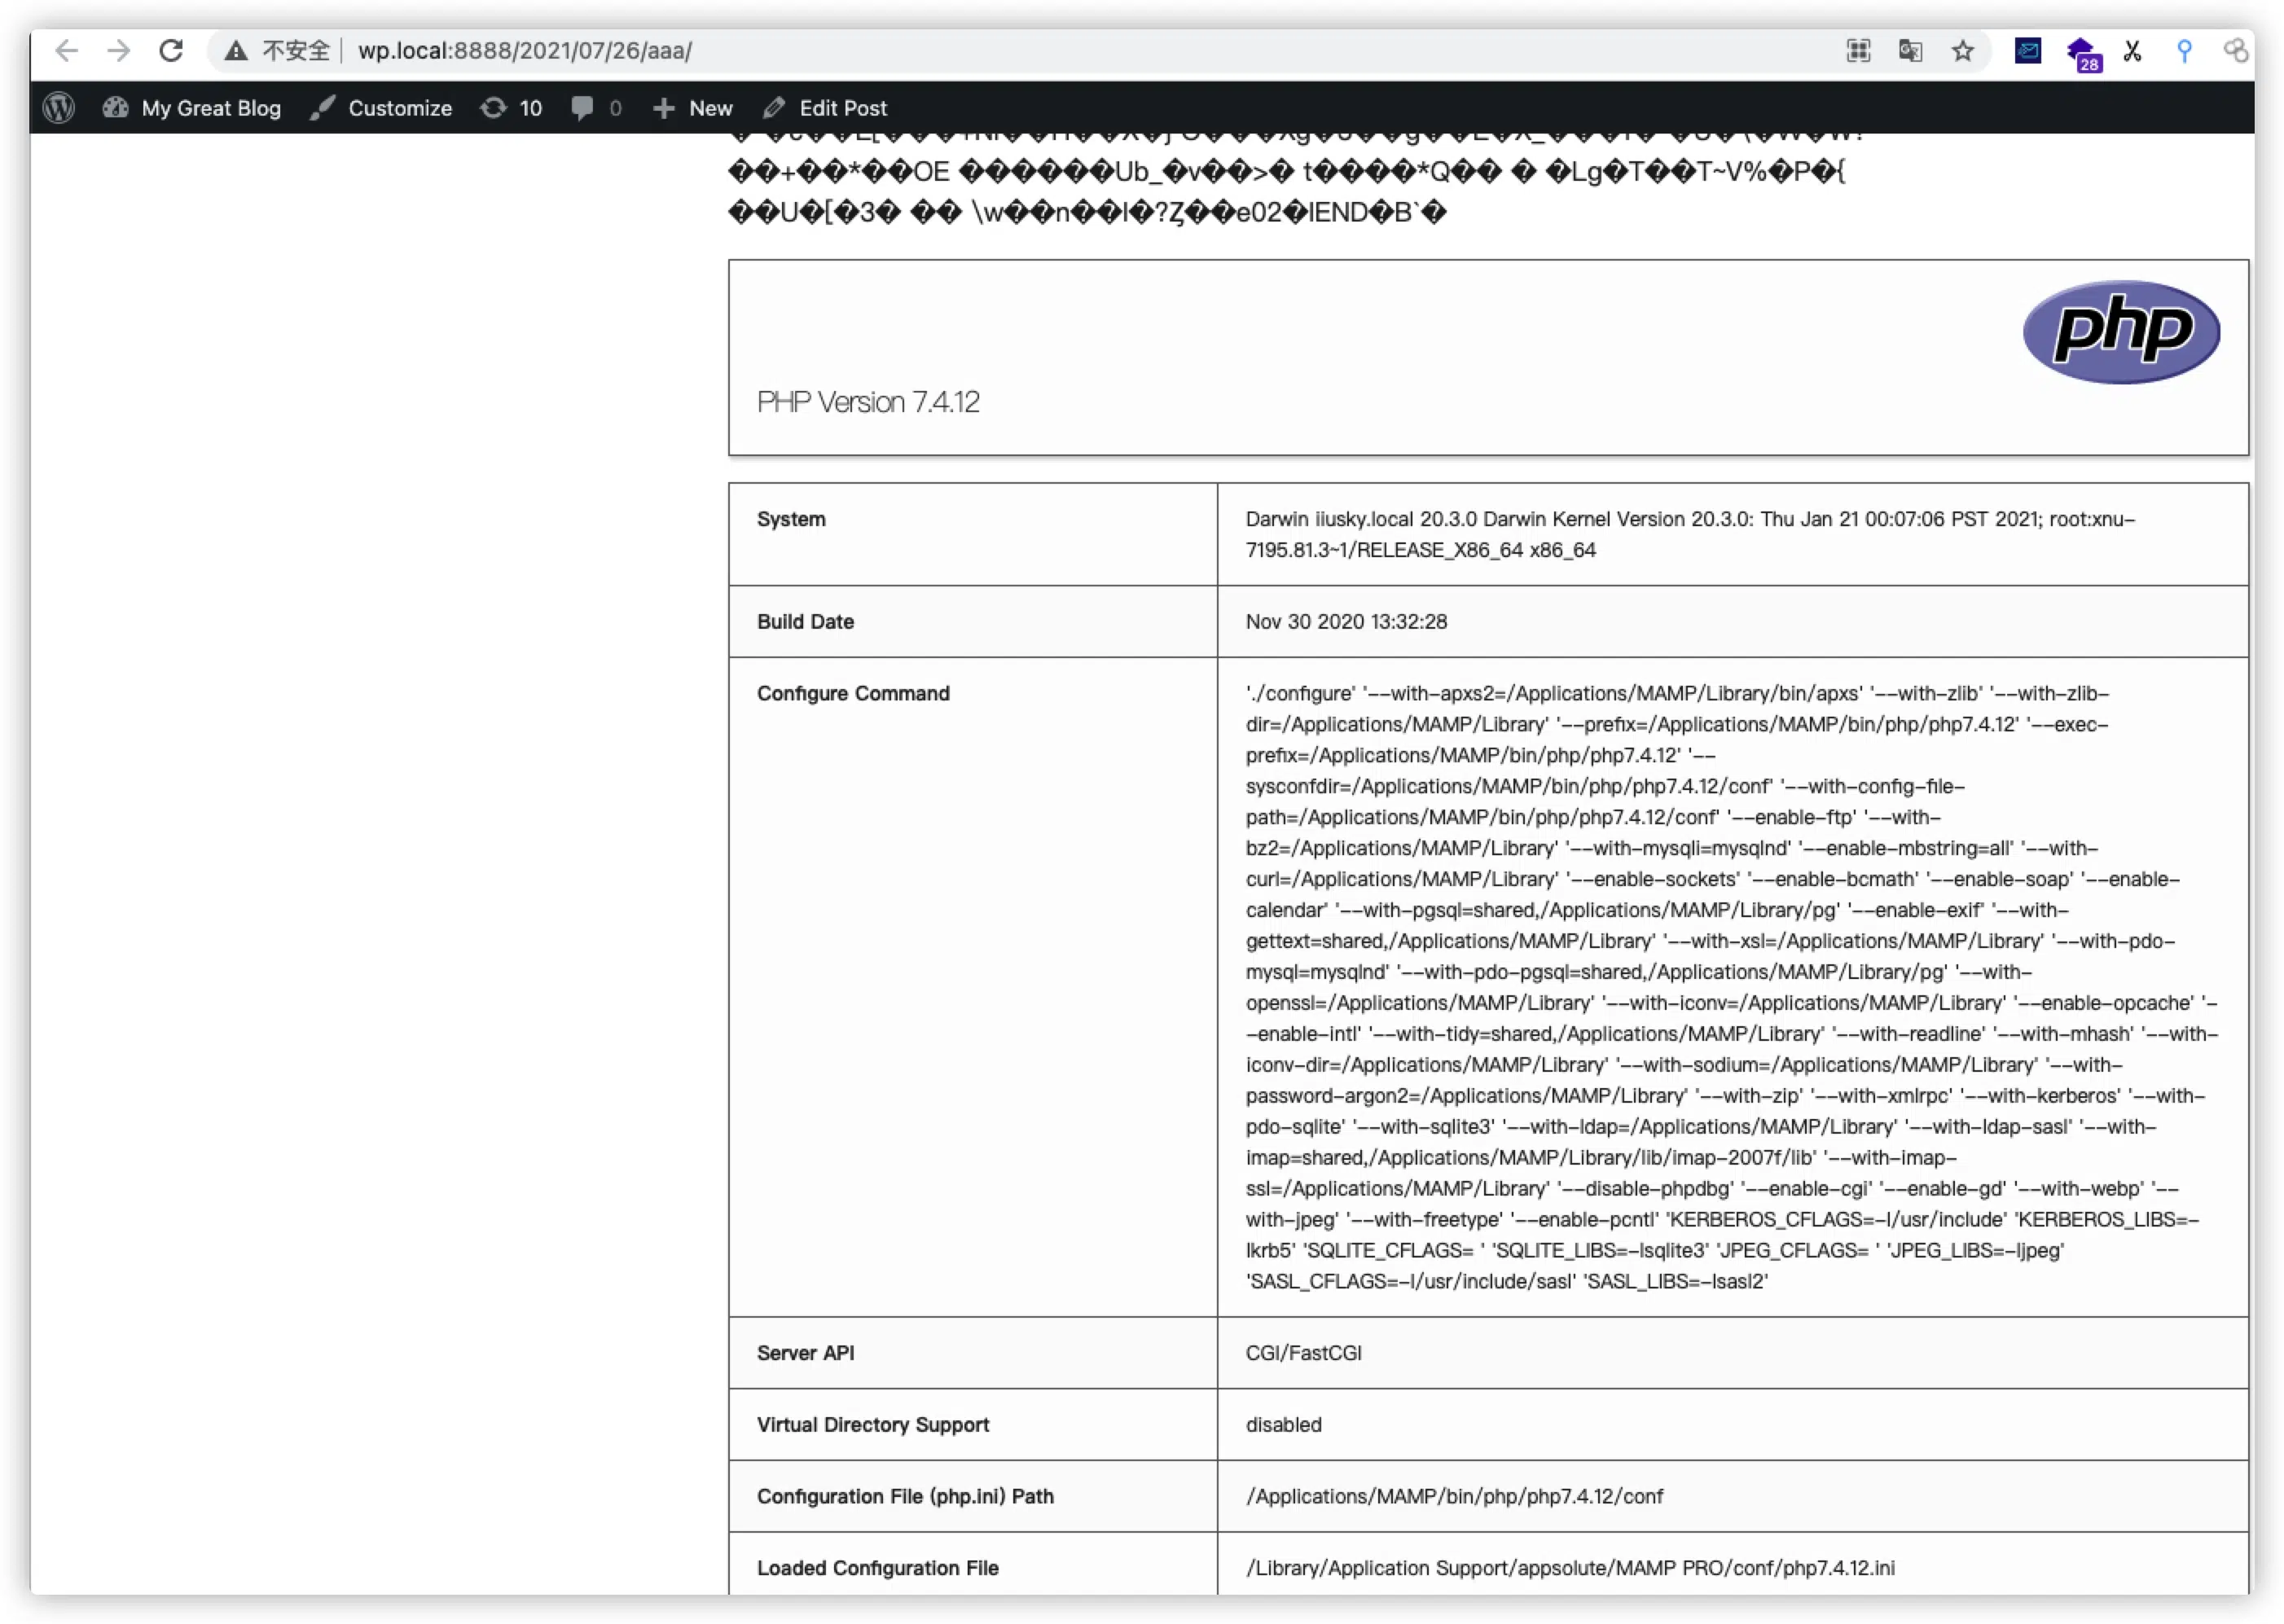 不安全 wp.local:8888/2021/07/26/aaa/
28
My Great Blog Customize 10 0 New Edit Post
��+��*��OE ������Ub_�v��>� t����*Q�� � �Lg�T��T~V%�P�{
��U�[�3� �� \w��n��l�?Ȥ��e02�IEND�B`�
php
PHP Version 7.4.12
System Darwin iiusky.local 20.3.0 Darwin Kernel Version 20.3.0: Thu Jan 21 00:07:06 PST 2021; root:xnu-
7195.81.3~1/RELEASE_X86_64 x86_64
Build Date Nov 30 2020 13:32:28
Configure Command './configure' '--with-apxs2=/Applications/MAMP/Library/bin/apxs' '--with-zlib' '--with-zlib-
dir=/Applications/MAMP/Library' '--prefix=/Applications/MAMP/bin/php/php7.4.12' '--exec-
prefix=/Applications/MAMP/bin/php/php7.4.12' '--
sysconfdir=/Applications/MAMP/bin/php/php7.4.12/conf' '--with-config-file-
path=/Applications/MAMP/bin/php/php7.4.12/conf' '--enable-ftp' '--with-
bz2=/Applications/MAMP/Library' '--with-mysqli=mysqlnd' '--enable-mbstring=all' '--with-
curl=/Applications/MAMP/Library' '--enable-sockets' '--enable-bcmath' '--enable-soap' '--enable-
calendar' '--with-pgsql=shared,/Applications/MAMP/Library/pg' '--enable-exif' '--with-
gettext=shared,/Applications/MAMP/Library' '--with-xsl=/Applications/MAMP/Library' '--with-pdo-
mysql=mysqlnd' '--with-pdo-pgsql=shared,/Applications/MAMP/Library/pg' '--with-
openssl=/Applications/MAMP/Library' '--with-iconv=/Applications/MAMP/Library' '--enable-opcache' '-
-enable-intl' '--with-tidy=shared,/Applications/MAMP/Library' '--with-readline' '--with-mhash' '--with-
iconv-dir=/Applications/MAMP/Library' '--with-sodium=/Applications/MAMP/Library' '--with-
password-argon2=/Applications/MAMP/Library' '--with-zip' '--with-xmlrpc' '--with-kerberos' '--with-
pdo-sqlite' '--with-sqlite3' '--with-ldap=/Applications/MAMP/Library' '--with-ldap-sasl' '--with-
imap=shared,/Applications/MAMP/Library/lib/imap-2007f/lib' '--with-imap-
ssl=/Applications/MAMP/Library' '--disable-phpdbg' '--enable-cgi' '--enable-gd' '--with-webp' '--
with-jpeg' '--with-freetype' '--enable-pcntl' 'KERBEROS_CFLAGS=-I/usr/include' 'KERBEROS_LIBS=-
lkrb5' 'SQLITE_CFLAGS= ' 'SQLITE_LIBS=-lsqlite3' 'JPEG_CFLAGS= ' 'JPEG_LIBS=-ljpeg'
'SASL_CFLAGS=-I/usr/include/sasl' 'SASL_LIBS=-lsasl2'
Server API CGI/FastCGI
Virtual Directory Support disabled
Configuration File (php.ini) Path /Applications/MAMP/bin/php/php7.4.12/conf
Loaded Configuration File /Library/Application Support/appsolute/MAMP PRO/conf/php7.4.12.ini